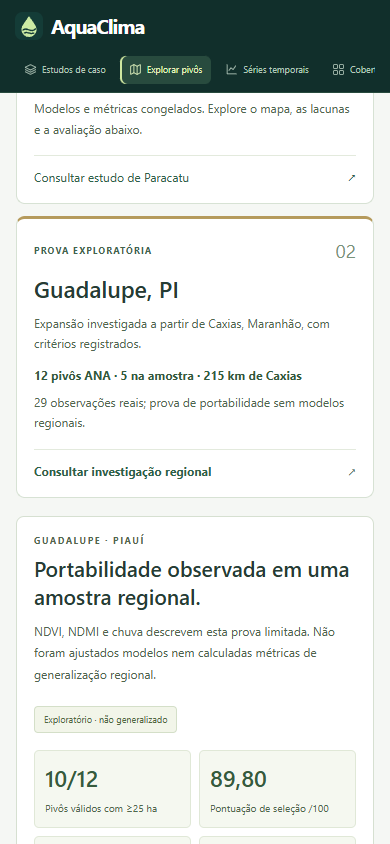 AquaClima
Estudos de caso
Explorar pivôs
Séries temporais
Cober
Modelos e métricas congelados. Explore o mapa, as lacunas
e a avaliação abaixo.
Consultar estudo de Paracatu ↗
PROVA EXPLORATÓRIA 02
Guadalupe, PI
Expansão investigada a partir de Caxias, Maranhão, com
critérios registrados.
12 pivôs ANA · 5 na amostra · 215 km de Caxias
29 observações reais; prova de portabilidade sem modelos
regionais.
Consultar investigação regional ↗
GUADALUPE · PIAUÍ
Portabilidade observada em uma
amostra regional.
NDVI, NDMI e chuva descrevem esta prova limitada. Não
foram ajustados modelos nem calculadas métricas de
generalização regional.
Exploratório · não generalizado
10/12
Pivôs válidos com ≥25 ha
89,80
Pontuação de seleção /100